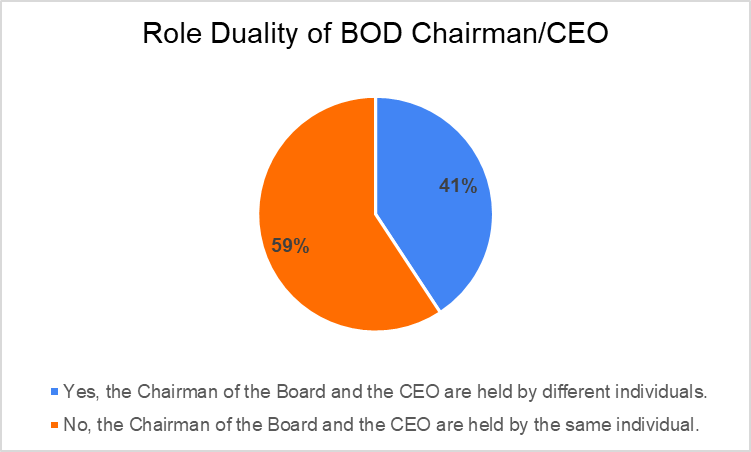 Role Duality of BOD Chairman/CEO
41%
59%
Yes, the Chairman of the Board and the CEO are held by different individuals.
No, the Chairman of the Board and the CEO are held by the same individual.